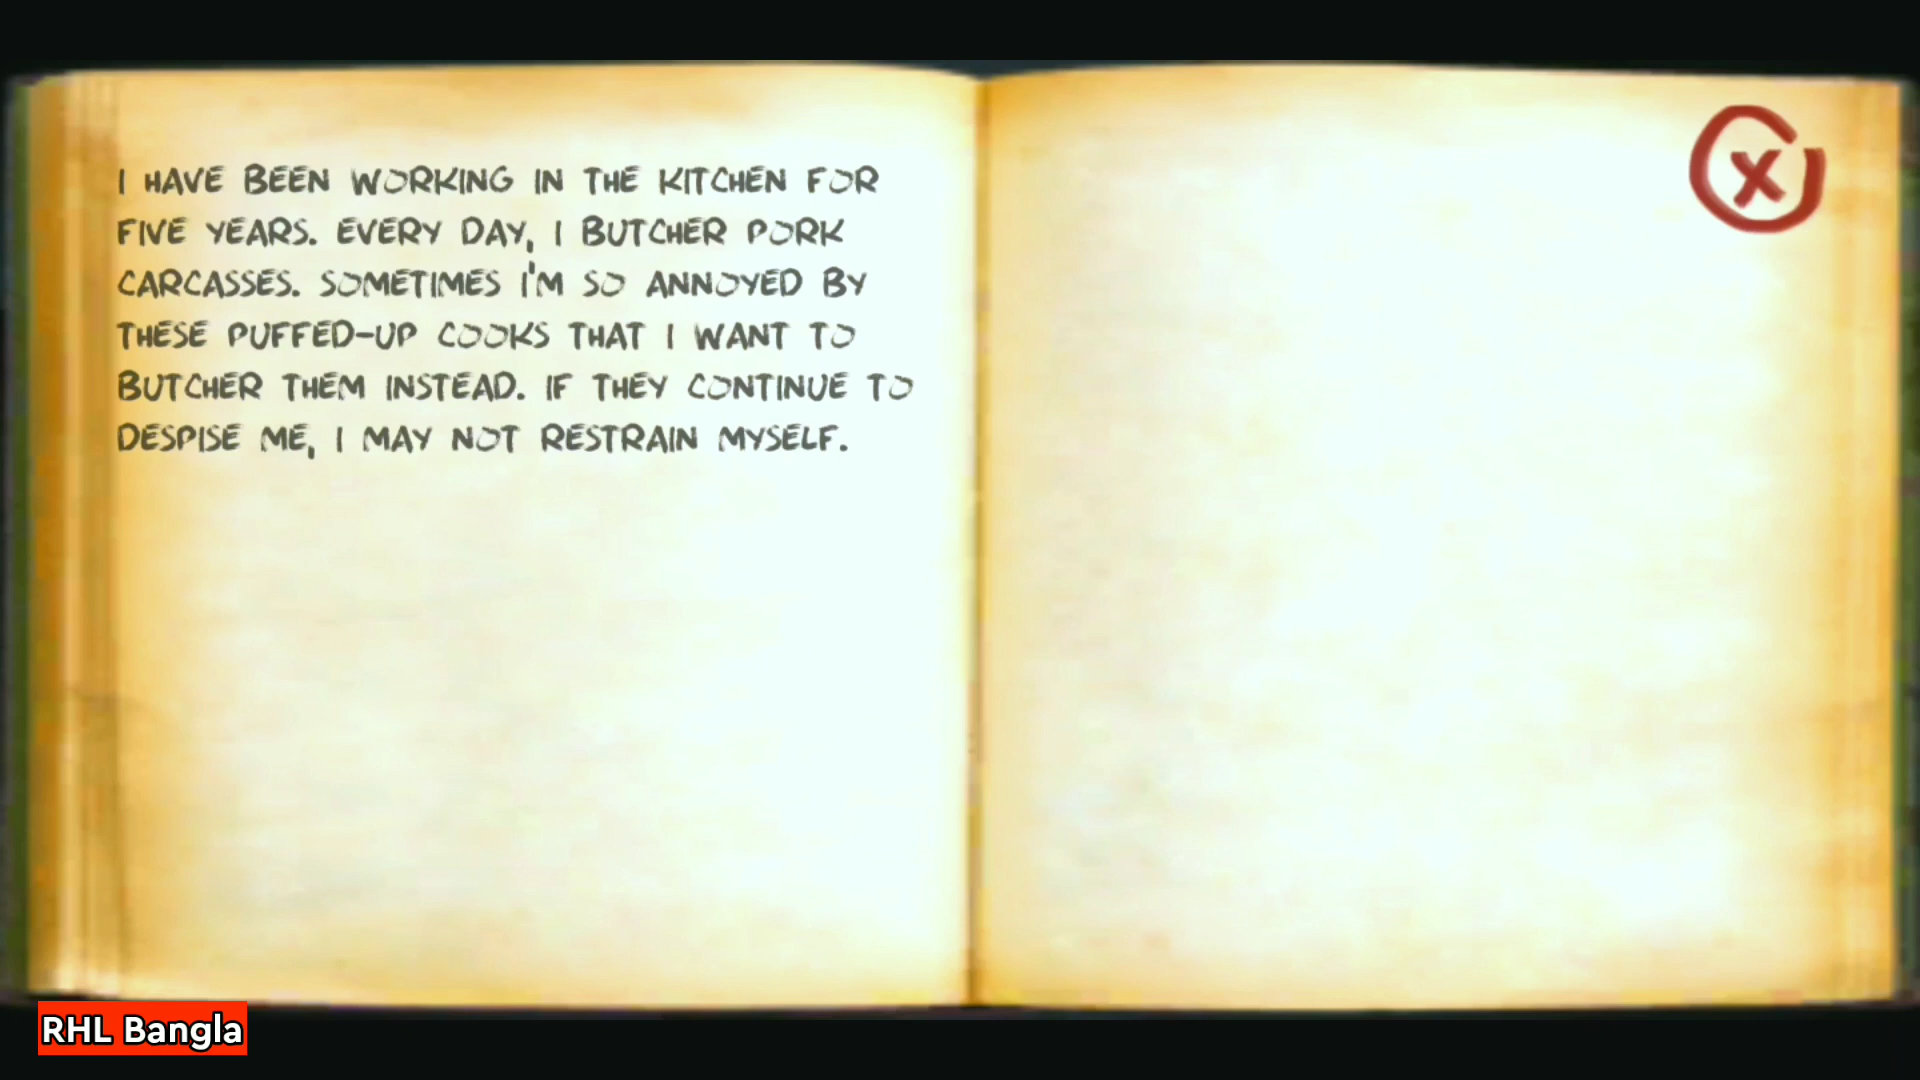 I HAVE BEEN WORKING IN THE KITCHEN FOR
FIVE YEARS. EVERY DAY, I BUTCHER PORK
CARCASSES. SOMETIMES I'M SO ANNOYED BY
THESE PUFFED-UP COOKS THAT I WANT TO
BUTCHER THEM INSTEAD. IF THEY CONTINUE TO
DESPISE ME, I MAY NOT RESTRAIN MYSELF.
X
RHL Bangla